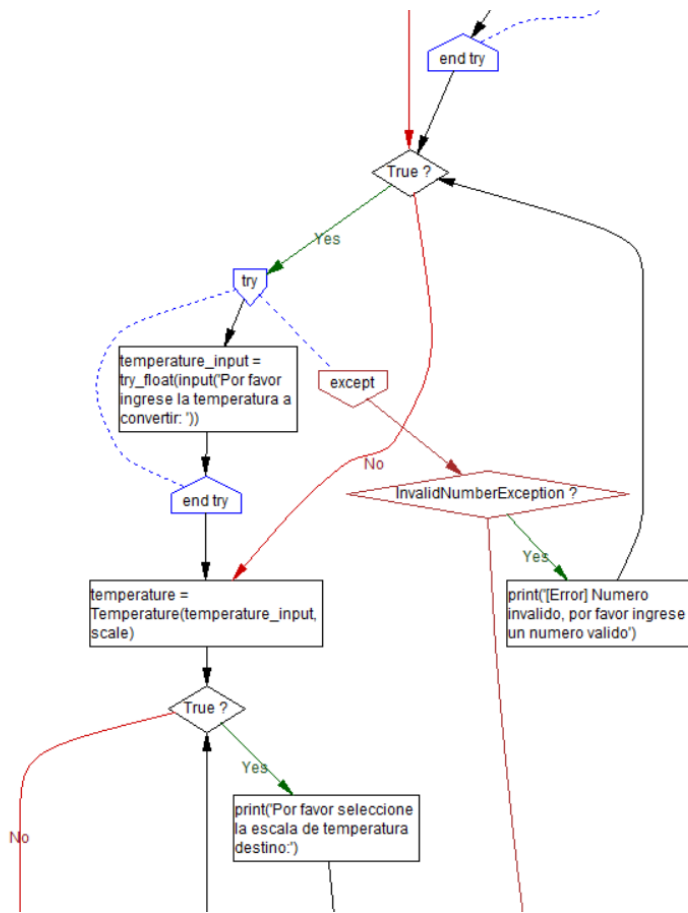 end try
True ?
Yes
try
temperature_input =
try_float(input('Por favor
ingrese la temperatura a
convertir: '))
except
No
end try
InvalidNumberException ?
Yes
temperature =
Temperature(temperature_input,
scale)
print('[Error] Numero
invalido, por favor ingrese
un numero valido')
True ?
Yes
No
print('Por favor seleccione
la escala de temperatura
destino:')